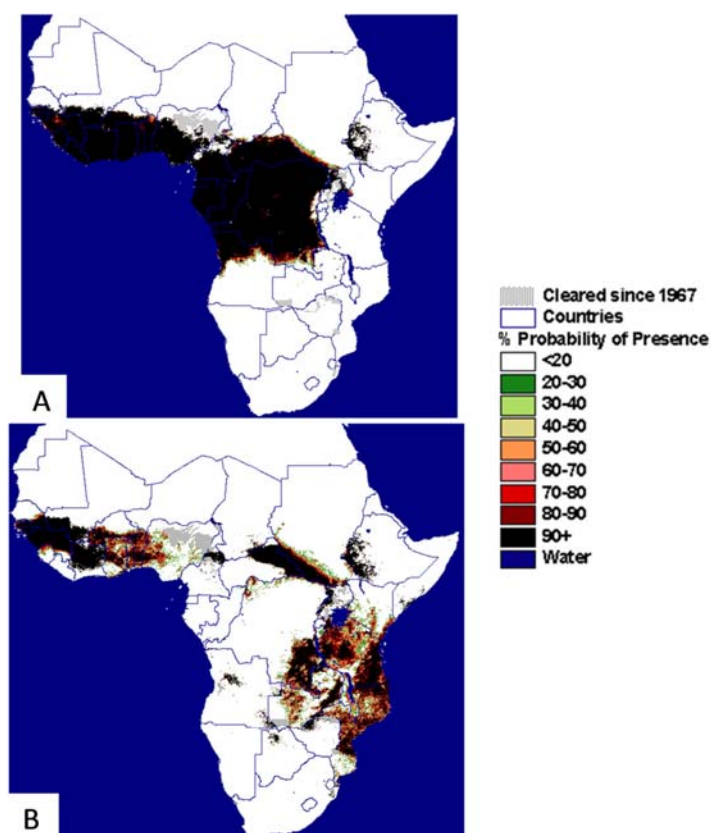 A
B
Cleared since 1967
Countries
% Probability of Presence
<20
20-30
30-40
40-50
50-60
60-70
70-80
80-90
90+
Water